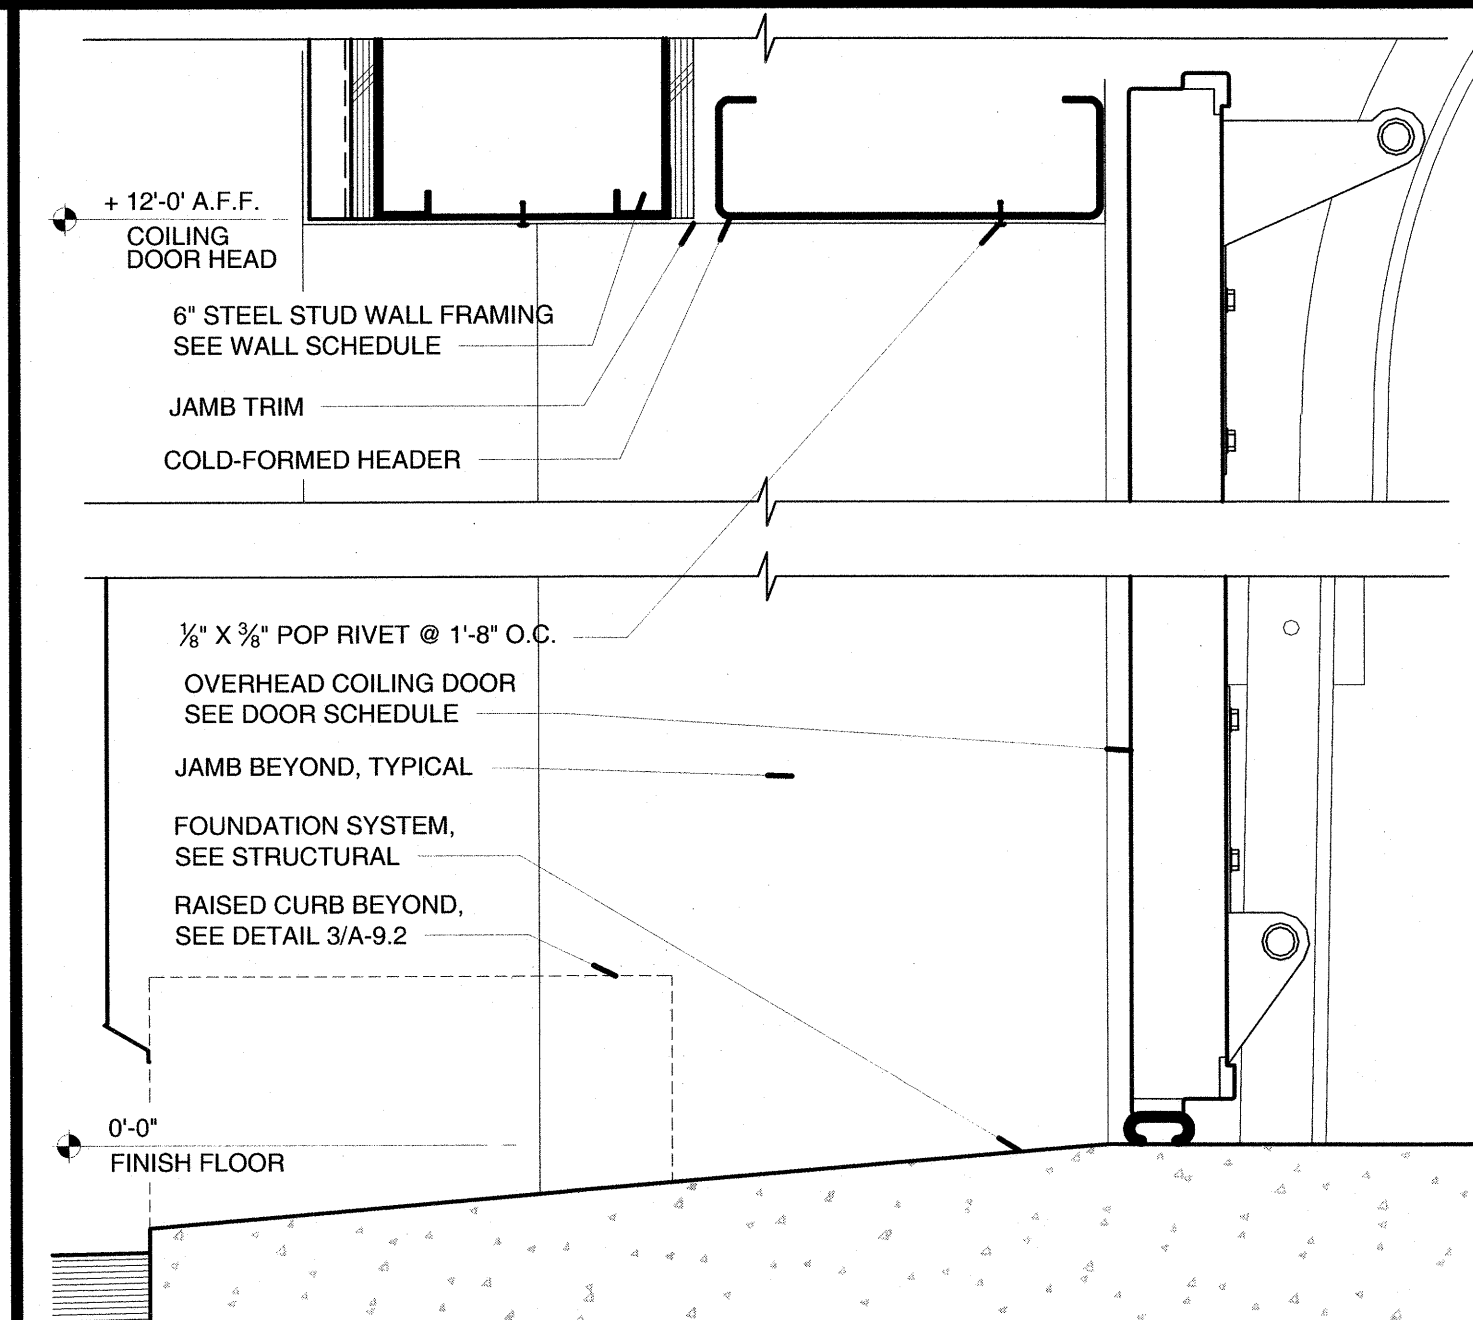 + 12'-0' A.F.F.
COILING
DOOR HEAD
6" STEEL STUD WALL FRAMING
SEE WALL SCHEDULE
JAMB TRIM
COLD-FORMED HEADER
⅛" X ⅜" POP RIVET @ 1'-8" O.C.
OVERHEAD COILING DOOR
SEE DOOR SCHEDULE
JAMB BEYOND, TYPICAL
FOUNDATION SYSTEM,
SEE STRUCTURAL
RAISED CURB BEYOND,
SEE DETAIL 3/A-9.2
0'-0"
FINISH FLOOR